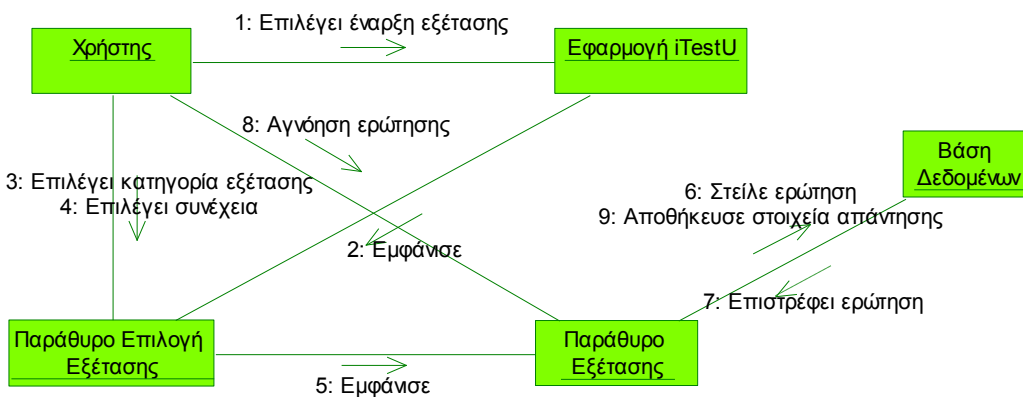 1: Επιλέγει έναρξη εξέτασης
Χρήστης
Εφαρμογή iTestU
8: Αγνόηση ερώτησης
Βάση
Δεδομένων
3: Επιλέγει κατηγορία εξέτασης
4: Επιλέγει συνέχεια
6: Στείλε ερώτηση
9: Αποθήκευσε στοιχεία απάντησης
2: Εμφάνισε
7: Επιστρέφει ερώτηση
Παράθυρο Επιλογή
Εξέτασης
Παράθυρο
Εξέτασης
5: Εμφάνισε